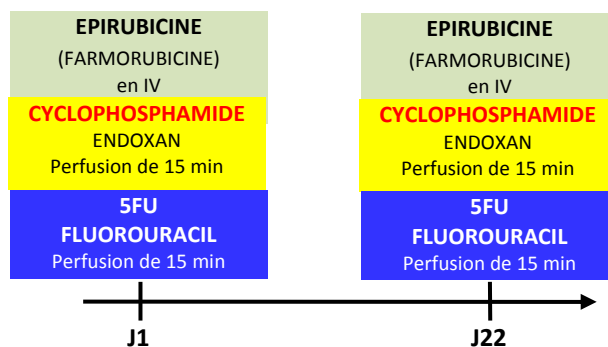 EPIRUBICINE
(FARMORUBICINE)
en IV
CYCLOPHOSPHAMIDE
ENDOXAN
Perfusion de 15 min
5FU
FLUOROURACIL
Perfusion de 15 min
J1
EPIRUBICINE
(FARMORUBICINE)
en IV
CYCLOPHOSPHAMIDE
ENDOXAN
Perfusion de 15 min
5FU
FLUOROURACIL
Perfusion de 15 min
J22